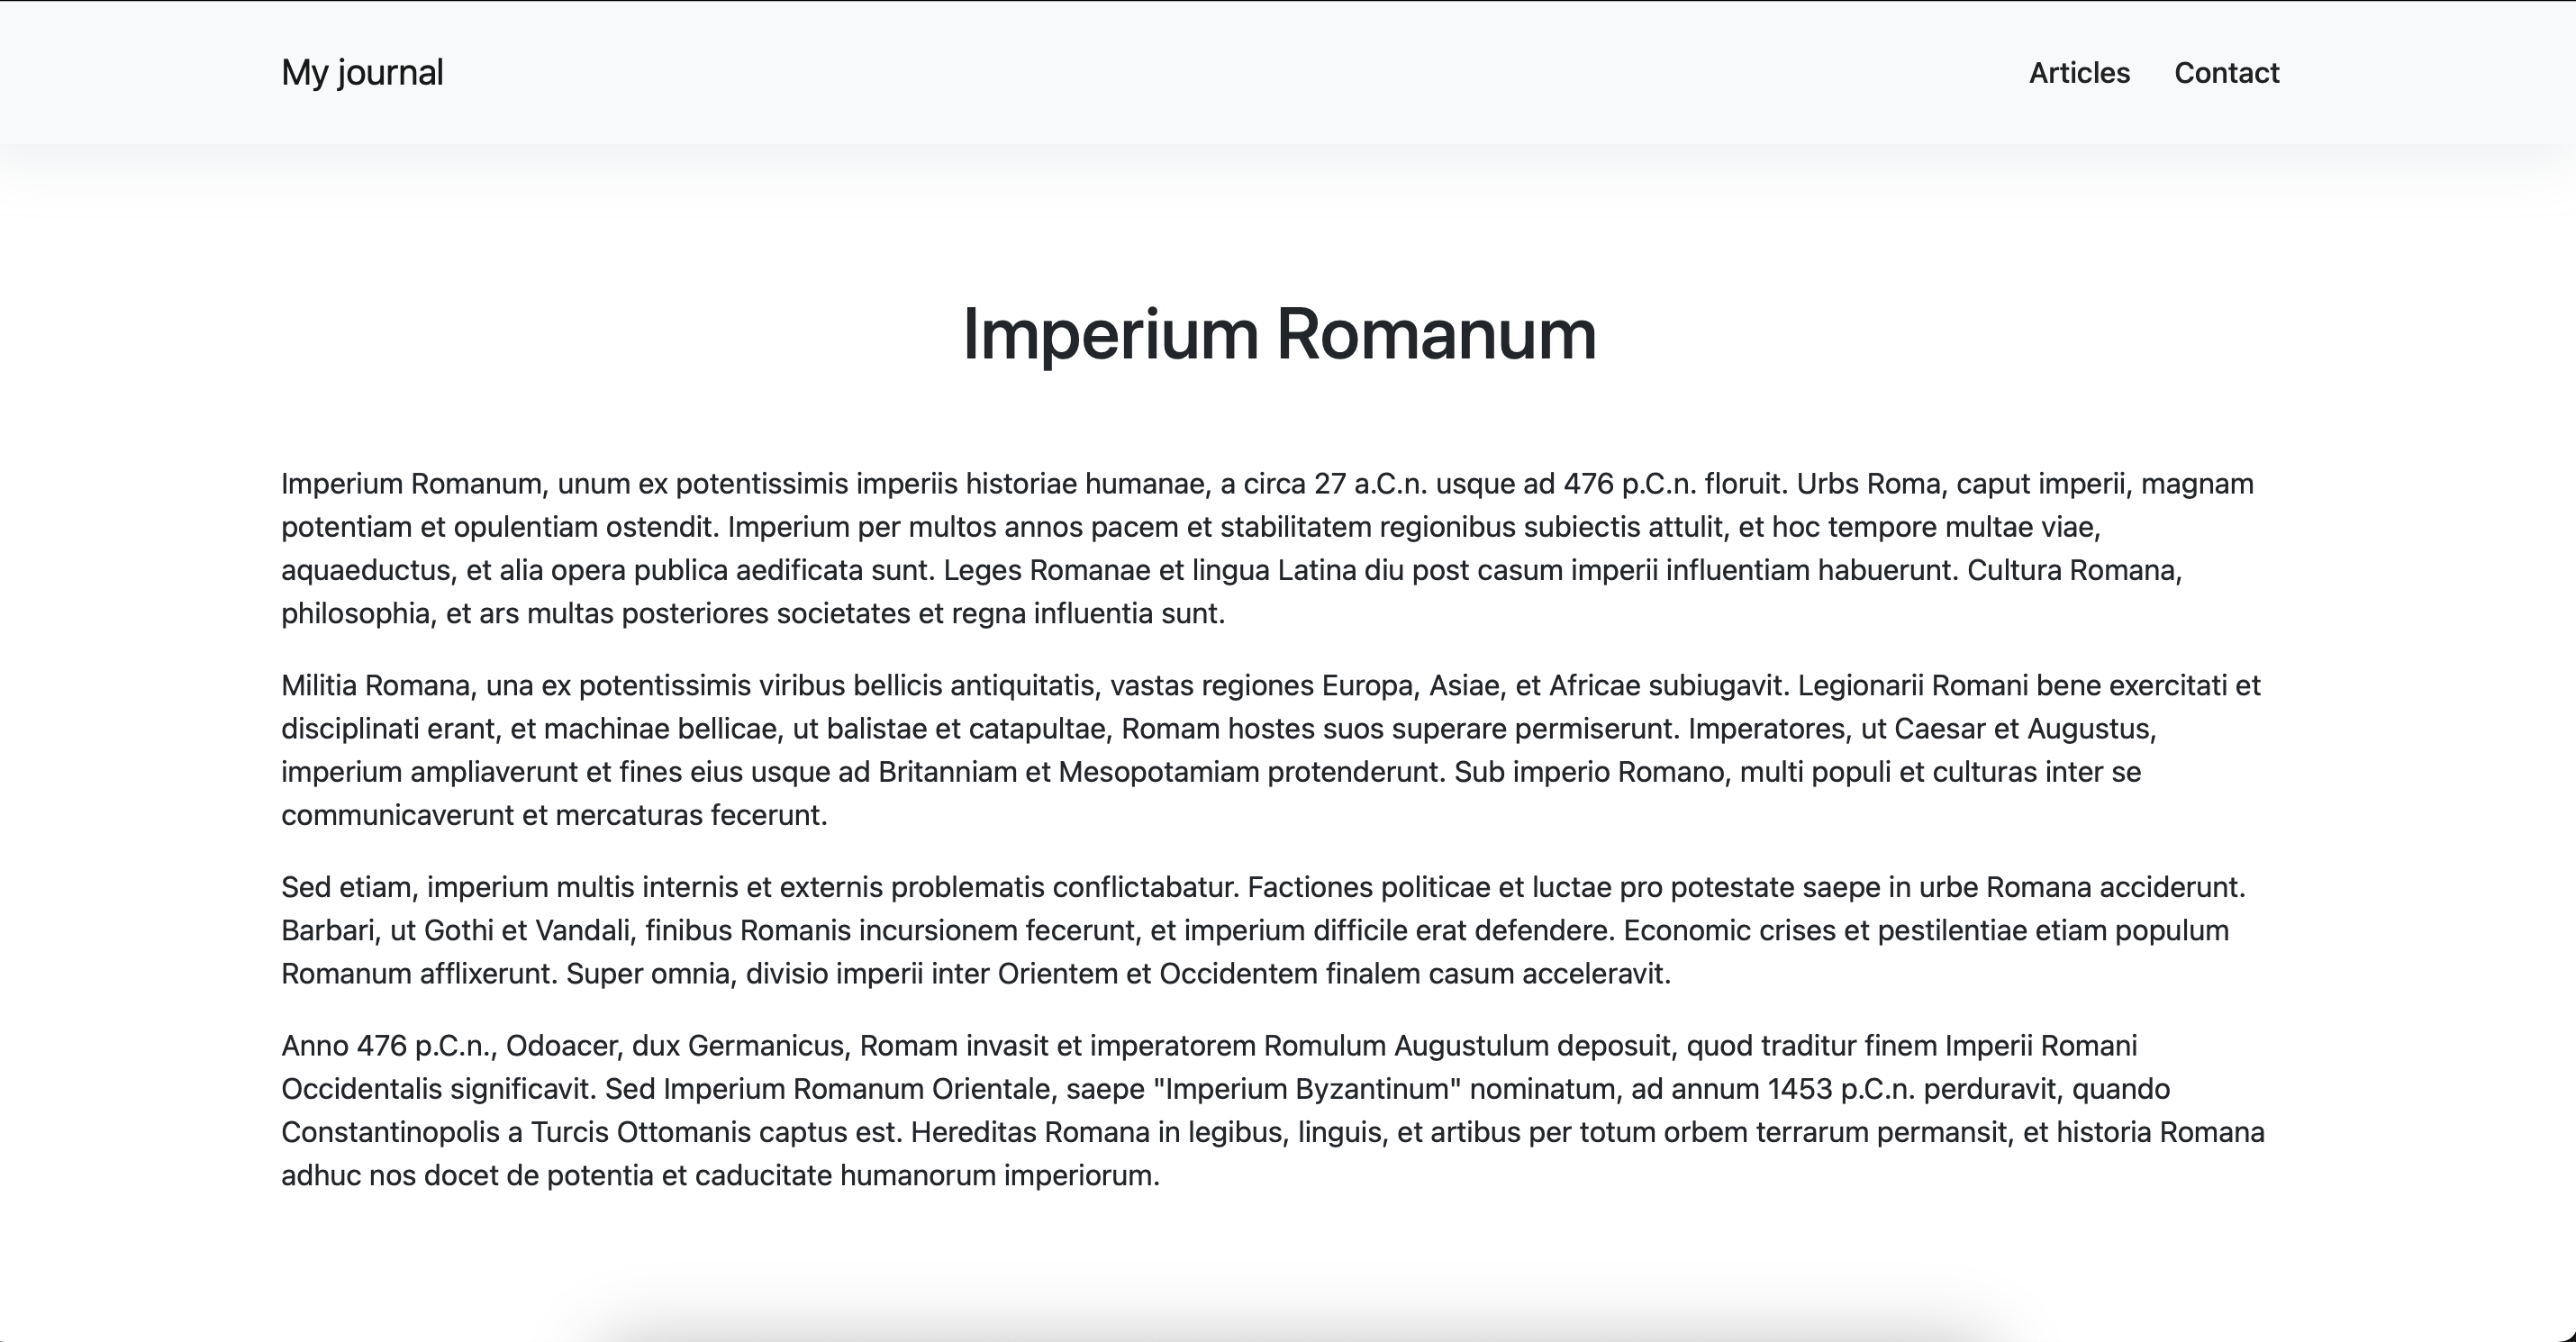 My journal
Articles Contact
Imperium Romanum
Imperium Romanum, unum ex potentissimis imperiis historiae humanae, a circa 27 a.C.n. usque ad 476 p.C.n. floruit. Urbs Roma, caput imperii, magnam
potentiam et opulentiam ostendit. Imperium per multos annos pacem et stabilitatem regionibus subiectis attulit, et hoc tempore multae viae,
aquaeductus, et alia opera publica aedificata sunt. Leges Romanae et lingua Latina diu post casum imperii influentiam habuerunt. Cultura Romana,
philosophia, et ars multas posteriores societates et regna influentia sunt.
Militia Romana, una ex potentissimis viribus bellicis antiquitatis, vastas regiones Europa, Asiae, et Africae subiugavit. Legionarii Romani bene exercitati et
disciplinati erant, et machinae bellicae, ut balistae et catapultae, Romam hostes suos superare permiserunt. Imperatores, ut Caesar et Augustus,
imperium ampliaverunt et fines eius usque ad Britanniam et Mesopotamiam protenderunt. Sub imperio Romano, multi populi et culturas inter se
communicaverunt et mercaturas fecerunt.
Sed etiam, imperium multis internis et externis problematis conflictabatur. Factiones politicae et luctae pro potestate saepe in urbe Romana acciderunt.
Barbari, ut Gothi et Vandali, finibus Romanis incursionem fecerunt, et imperium difficile erat defendere. Economic crises et pestilentiae etiam populum
Romanum afflixerunt. Super omnia, divisio imperii inter Orientem et Occidentem finalem casum acceleravit.
Anno 476 p.C.n., Odoacer, dux Germanicus, Romam invasit et imperatorem Romulum Augustulum deposuit, quod traditur finem Imperii Romani
Occidentalis significavit. Sed Imperium Romanum Orientale, saepe "Imperium Byzantinum" nominatum, ad annum 1453 p.C.n. perduravit, quando
Constantinopolis a Turcis Ottomanis captus est. Hereditas Romana in legibus, linguis, et artibus per totum orbem terrarum permansit, et historia Romana
adhuc nos docet de potentia et caducitate humanorum imperiorum.